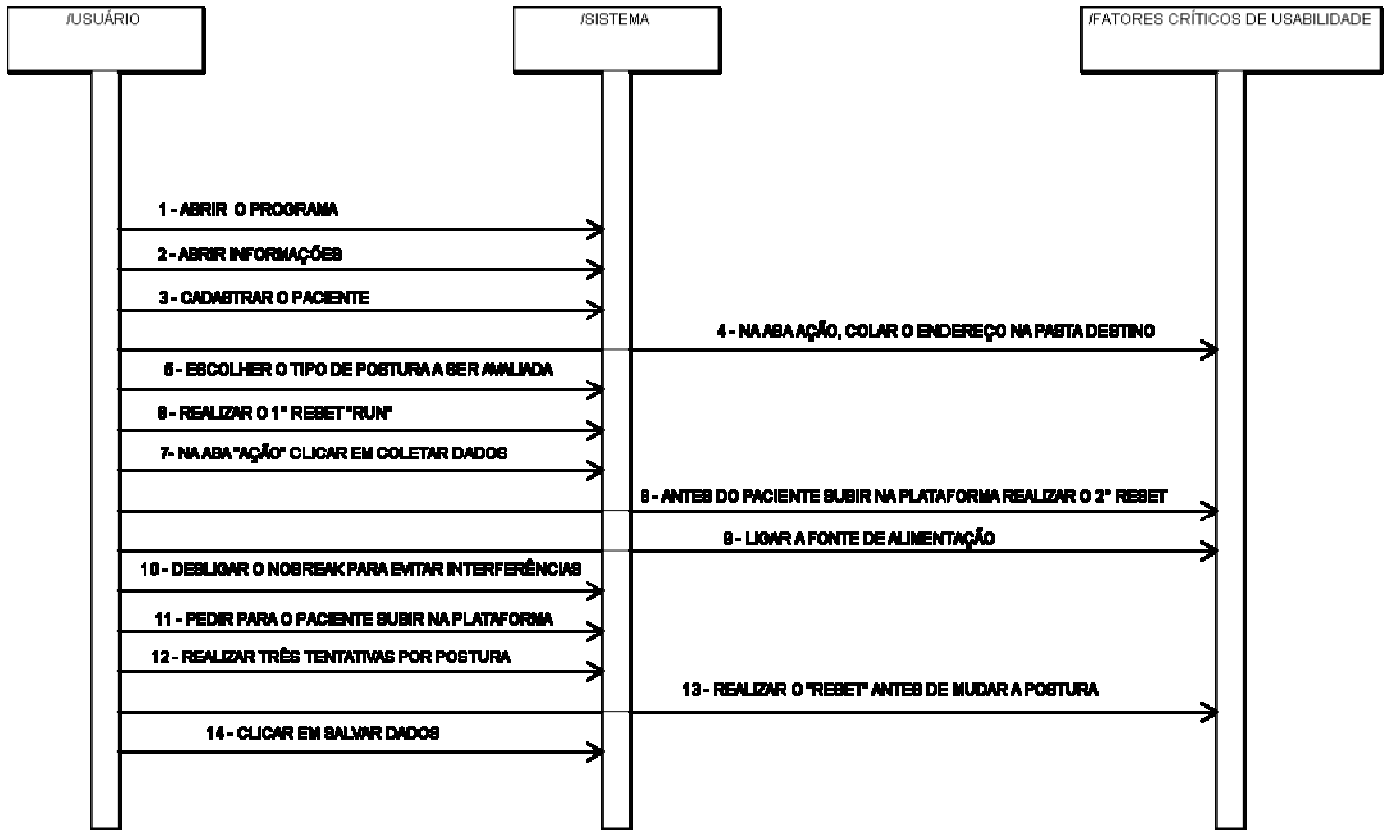 /USUÁRIO
/SISTEMA
/FATORES CRÍTICOS DE USABILIDADE
1 - ABRIR O PROGRAMA
2 - ABRIR INFORMAÇÕES
3 - CADASTRAR O PACIENTE
4 - NA ABA AÇÃO, COLAR O ENDEREÇO NA PASTA DESTINO
5 - ESCOLHER O TIPO DE POSTURA A SER AVALIADA
6 - REALIZAR O 1° RESET "RUN"
7- NA ABA "AÇÃO" CLICAR EM COLETAR DADOS
8 - ANTES DO PACIENTE SUBIR NA PLATAFORMA REALIZAR O 2° RESET
9 - LIGAR A FONTE DE ALIMENTAÇÃO
10 - DESLIGAR O NOBREAK PARA EVITAR INTERFERÊNCIAS
11 - PEDIR PARA O PACIENTE SUBIR NA PLATAFORMA
12 - REALIZAR TRÊS TENTATIVAS POR POSTURA
13 - REALIZAR O "RESET" ANTES DE MUDAR A POSTURA
14 - CLICAR EM SALVAR DADOS